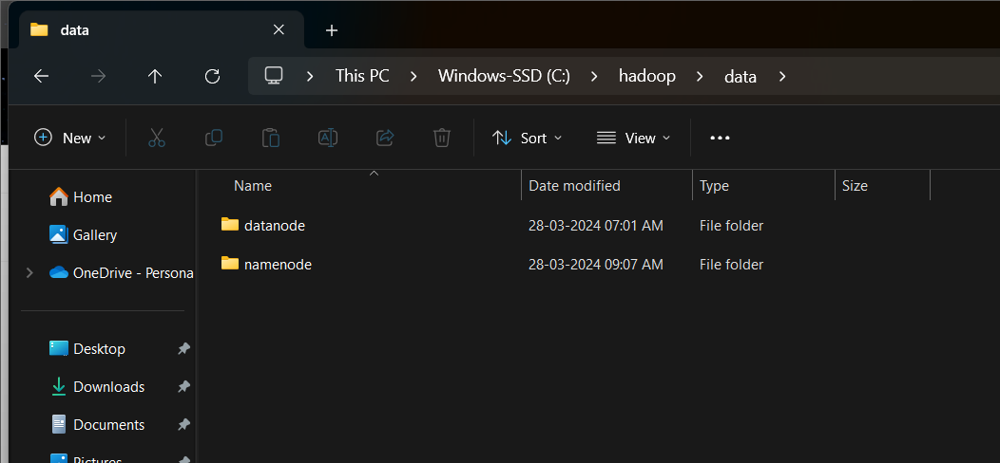 data
This PC > Windows-SSD (C:) > hadoop > data >
New Sort View
Name Date modified Type Size
Home
Gallery
OneDrive - Persona
Desktop
Downloads
Documents
Pictures
datanode 28-03-2024 07:01 AM File folder
namenode 28-03-2024 09:07 AM File folder